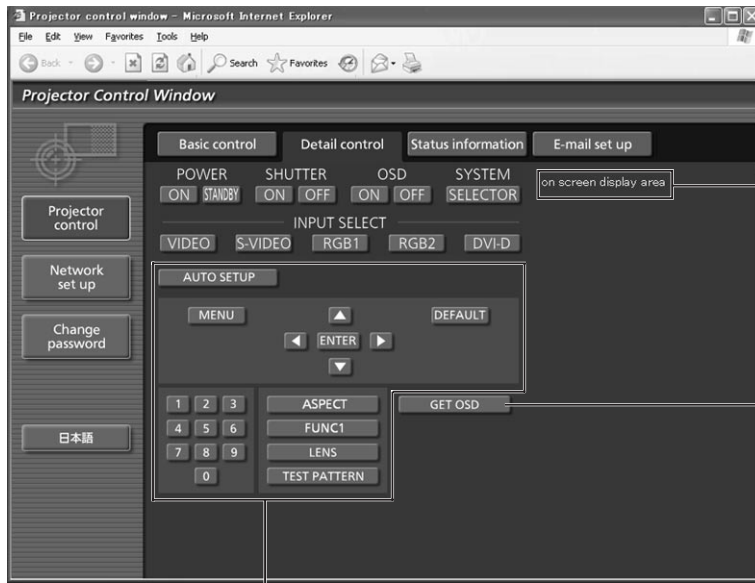 Projector control window - Microsoft Internet Explorer
File Edit View Favorites Tools Help
Back Search Favorites
Projector Control Window
Basic control Detail control Status information E-mail set up
POWER SHUTTER OSD SYSTEM
ON STANDBY ON OFF ON OFF SELECTOR
on screen display area
INPUT SELECT
VIDEO S-VIDEO RGB1 RGB2 DVI-D
Projector
control
Network
set up
Change
password
日本語
AUTO SETUP
MENU DEFAULT
ENTER
1 2 3 ASPECT GET OSD
4 5 6 FUNC1
7 8 9 LENS
0 TEST PATTERN